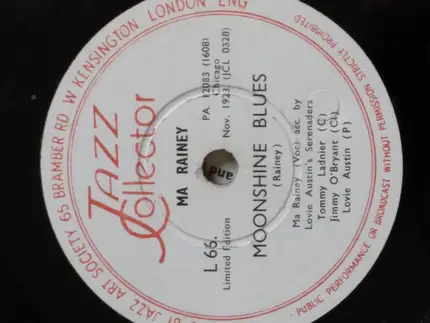 BY JAZZ ART SOCIETY 65 BRAMBER RD W KENSINGTON LONDON ENG
JAZZ
Collector
MA RAINEY
L 66.
Limited Edition
PA 12083 (1608)
Chicago
Nov. 1923 (JCL 0328)
and
MOONSHINE BLUES
(Rainey)
Ma Rainey (Voc) acc. by
Lovie Austin's Serenaders
Tommy Ladnier (C)
Jimmy O'Bryant (CL)
Lovie Austin (P)
PUBLIC PERFORMANCE OR BROADCAST WITHOUT PERMISSION STRICTLY PROHIBITED